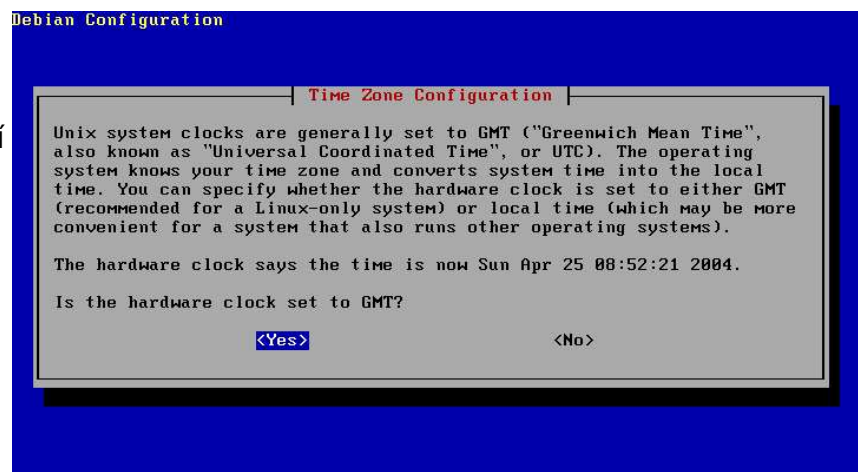 Debian Configuration
Time Zone Configuration
í
Unix system clocks are generally set to GMT ("Greenwich Mean Time",
also known as "Universal Coordinated Time", or UTC). The operating
system knows your time zone and converts system time into the local
time. You can specify whether the hardware clock is set to either GMT
(recommended for a Linux-only system) or local time (which may be more
convenient for a system that also runs other operating systems).
The hardware clock says the time is now Sun Apr 25 08:52:21 2004.
Is the hardware clock set to GMT?
<Yes> <No>